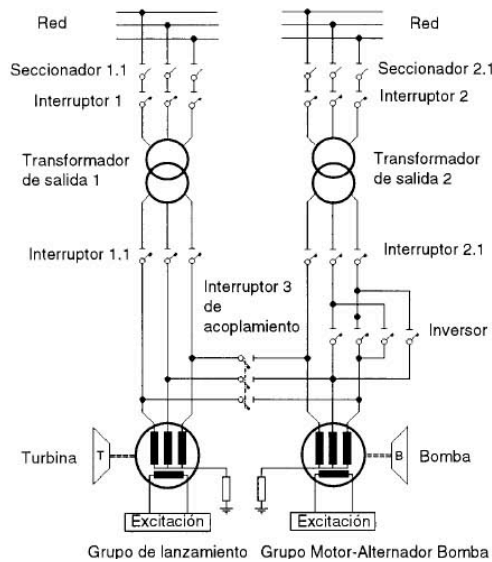 Red
Red
Seccionador 1.1
Seccionador 2.1
Interruptor 1
Interruptor 2
Transformador
de salida 1
Transformador
de salida 2
Interruptor 1.1
Interruptor 2.1
Interruptor 3
de
acoplamiento
Inversor
Turbina
T
B
Bomba
Excitación
Excitación
Grupo de lanzamiento
Grupo Motor-Alternador Bomba